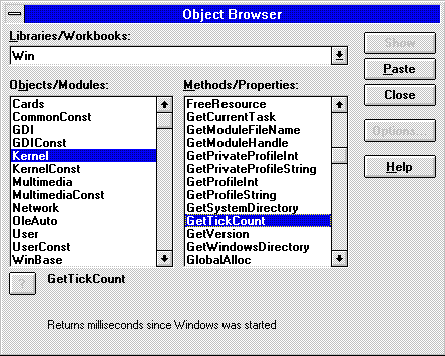 Object Browser
Libraries/Workbooks:
Win
Show
Paste
Close
Options...
Help
Objects/Modules:
Cards
CommonConst
GDI
GDIConst
Kernel
KernelConst
Multimedia
MultimediaConst
Network
OleAuto
User
UserConst
WinBase
Methods/Properties:
FreeResource
GetCurrentTask
GetModuleFileName
GetModuleHandle
GetPrivateProfileInt
GetPrivateProfileString
GetProfileInt
GetProfileString
GetSystemDirectory
GetTickCount
GetVersion
GetWindowsDirectory
GlobalAlloc
? GetTickCount
Returns milliseconds since Windows was started